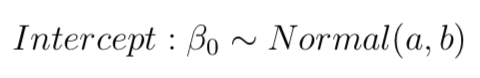 Intercept : β₀ ∼ Normal(a, b)